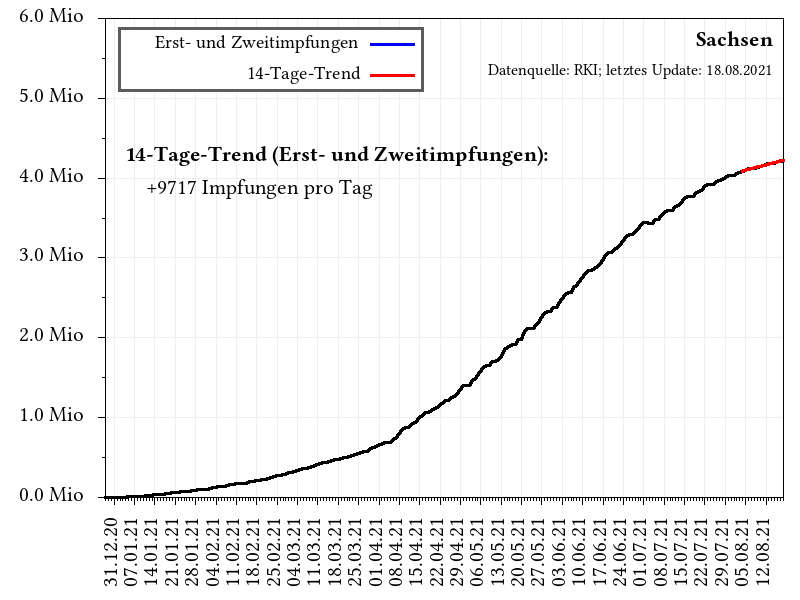 6.0 Mio
5.0 Mio
4.0 Mio
3.0 Mio
2.0 Mio
1.0 Mio
0.0 Mio
Erst- und Zweitimpfungen
14-Tage-Trend
Sachsen
Datenquelle: RKI; letztes Update: 18.08.2021
14-Tage-Trend (Erst- und Zweitimpfungen):
+9717 Impfungen pro Tag
31.12.20
07.01.21
14.01.21
21.01.21
28.01.21
04.02.21
11.02.21
18.02.21
25.02.21
04.03.21
11.03.21
18.03.21
25.03.21
01.04.21
08.04.21
15.04.21
22.04.21
29.04.21
06.05.21
13.05.21
20.05.21
27.05.21
03.06.21
10.06.21
17.06.21
24.06.21
01.07.21
08.07.21
15.07.21
22.07.21
29.07.21
05.08.21
12.08.21